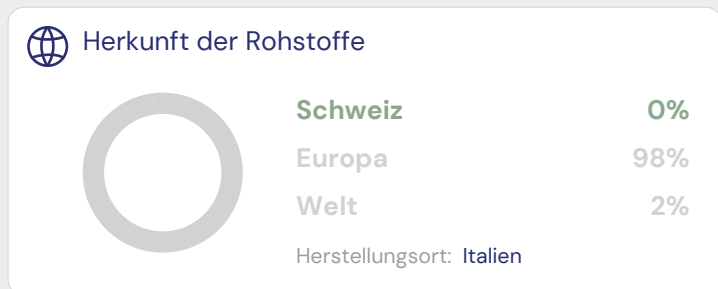 Herkunft der Rohstoffe
Schweiz 0%
Europa 98%
Welt 2%
Herstellungsort: Italien